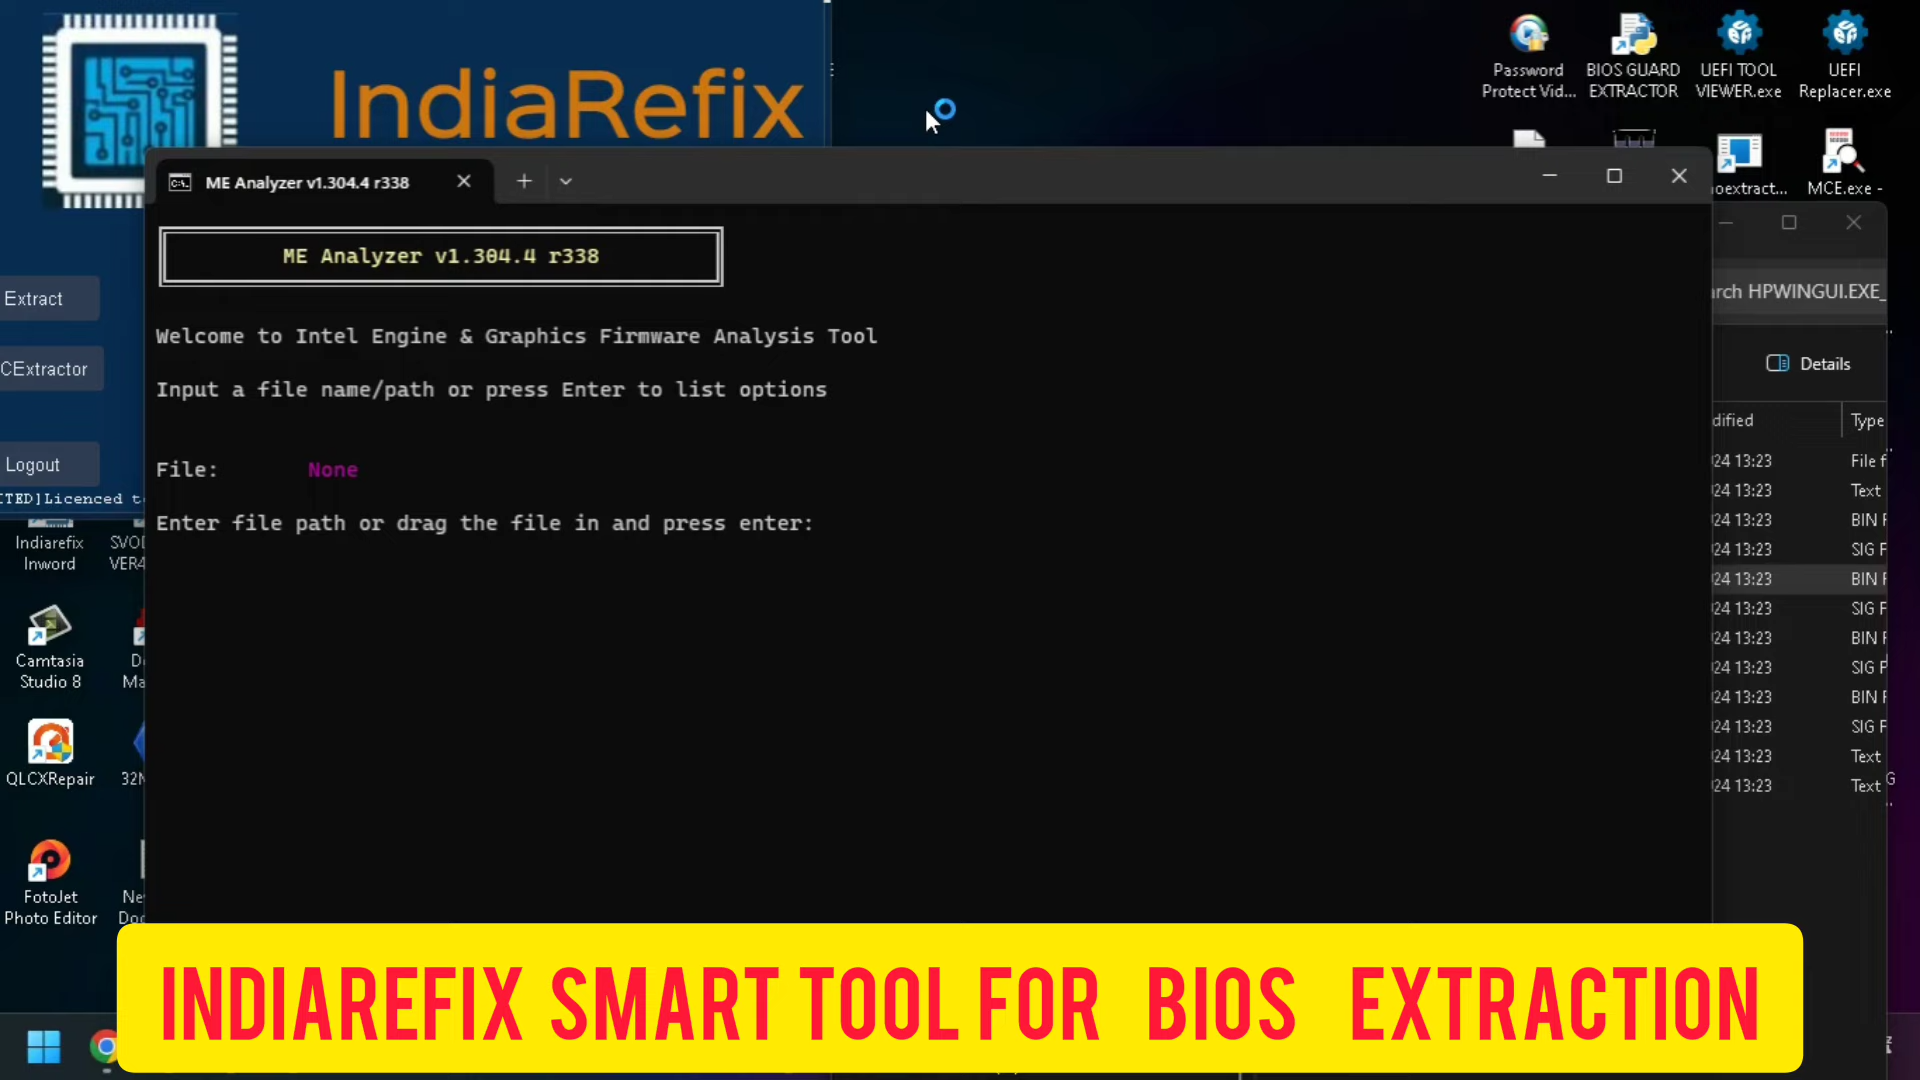 IndiaRefix
Password
Protect Vid...
BIOS GUARD
EXTRACTOR
UEFI TOOL
VIEWER.exe
UEFI
Replacer.exe
ME Analyzer v1.304.4 r338
oextract...
MCE.exe -
ME Analyzer v1.304.4 r338
Extract
CExtractor
Logout
Licenced
Welcome to Intel Engine & Graphics Firmware Analysis Tool
Input a file name/path or press Enter to list options
File: None
Enter file path or drag the file in and press enter:
rch HPWINGUI.EXE_
Details
dified Type
24 13:23 File f
24 13:23 Text
24 13:23 BIN F
24 13:23 SIG F
24 13:23 BIN F
24 13:23 SIG F
24 13:23 BIN F
24 13:23 SIG F
24 13:23 BIN F
24 13:23 SIG F
24 13:23 Text
24 13:23 Text
Indiarefix
Inword
SVOD
VER4
Camtasia
Studio 8
QLCXRepair
FotoJet
Photo Editor
INDIAREFIX SMART TOOL FOR BIOS EXTRACTION